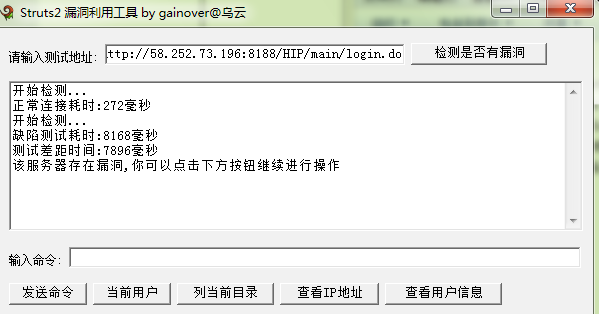 Struts2 漏洞利用工具 by gainover@乌云
请输入测试地址: ttp://58.252.73.196:8188/HIP/main/login.do 检测是否有漏洞
开始检测...
正常连接耗时:272毫秒
开始检测...
缺陷测试耗时:8168毫秒
测试差距时间:7896毫秒
该服务器存在漏洞,你可以点击下方按钮继续进行操作
输入命令:
发送命令 当前用户 列当前目录 查看IP地址 查看用户信息